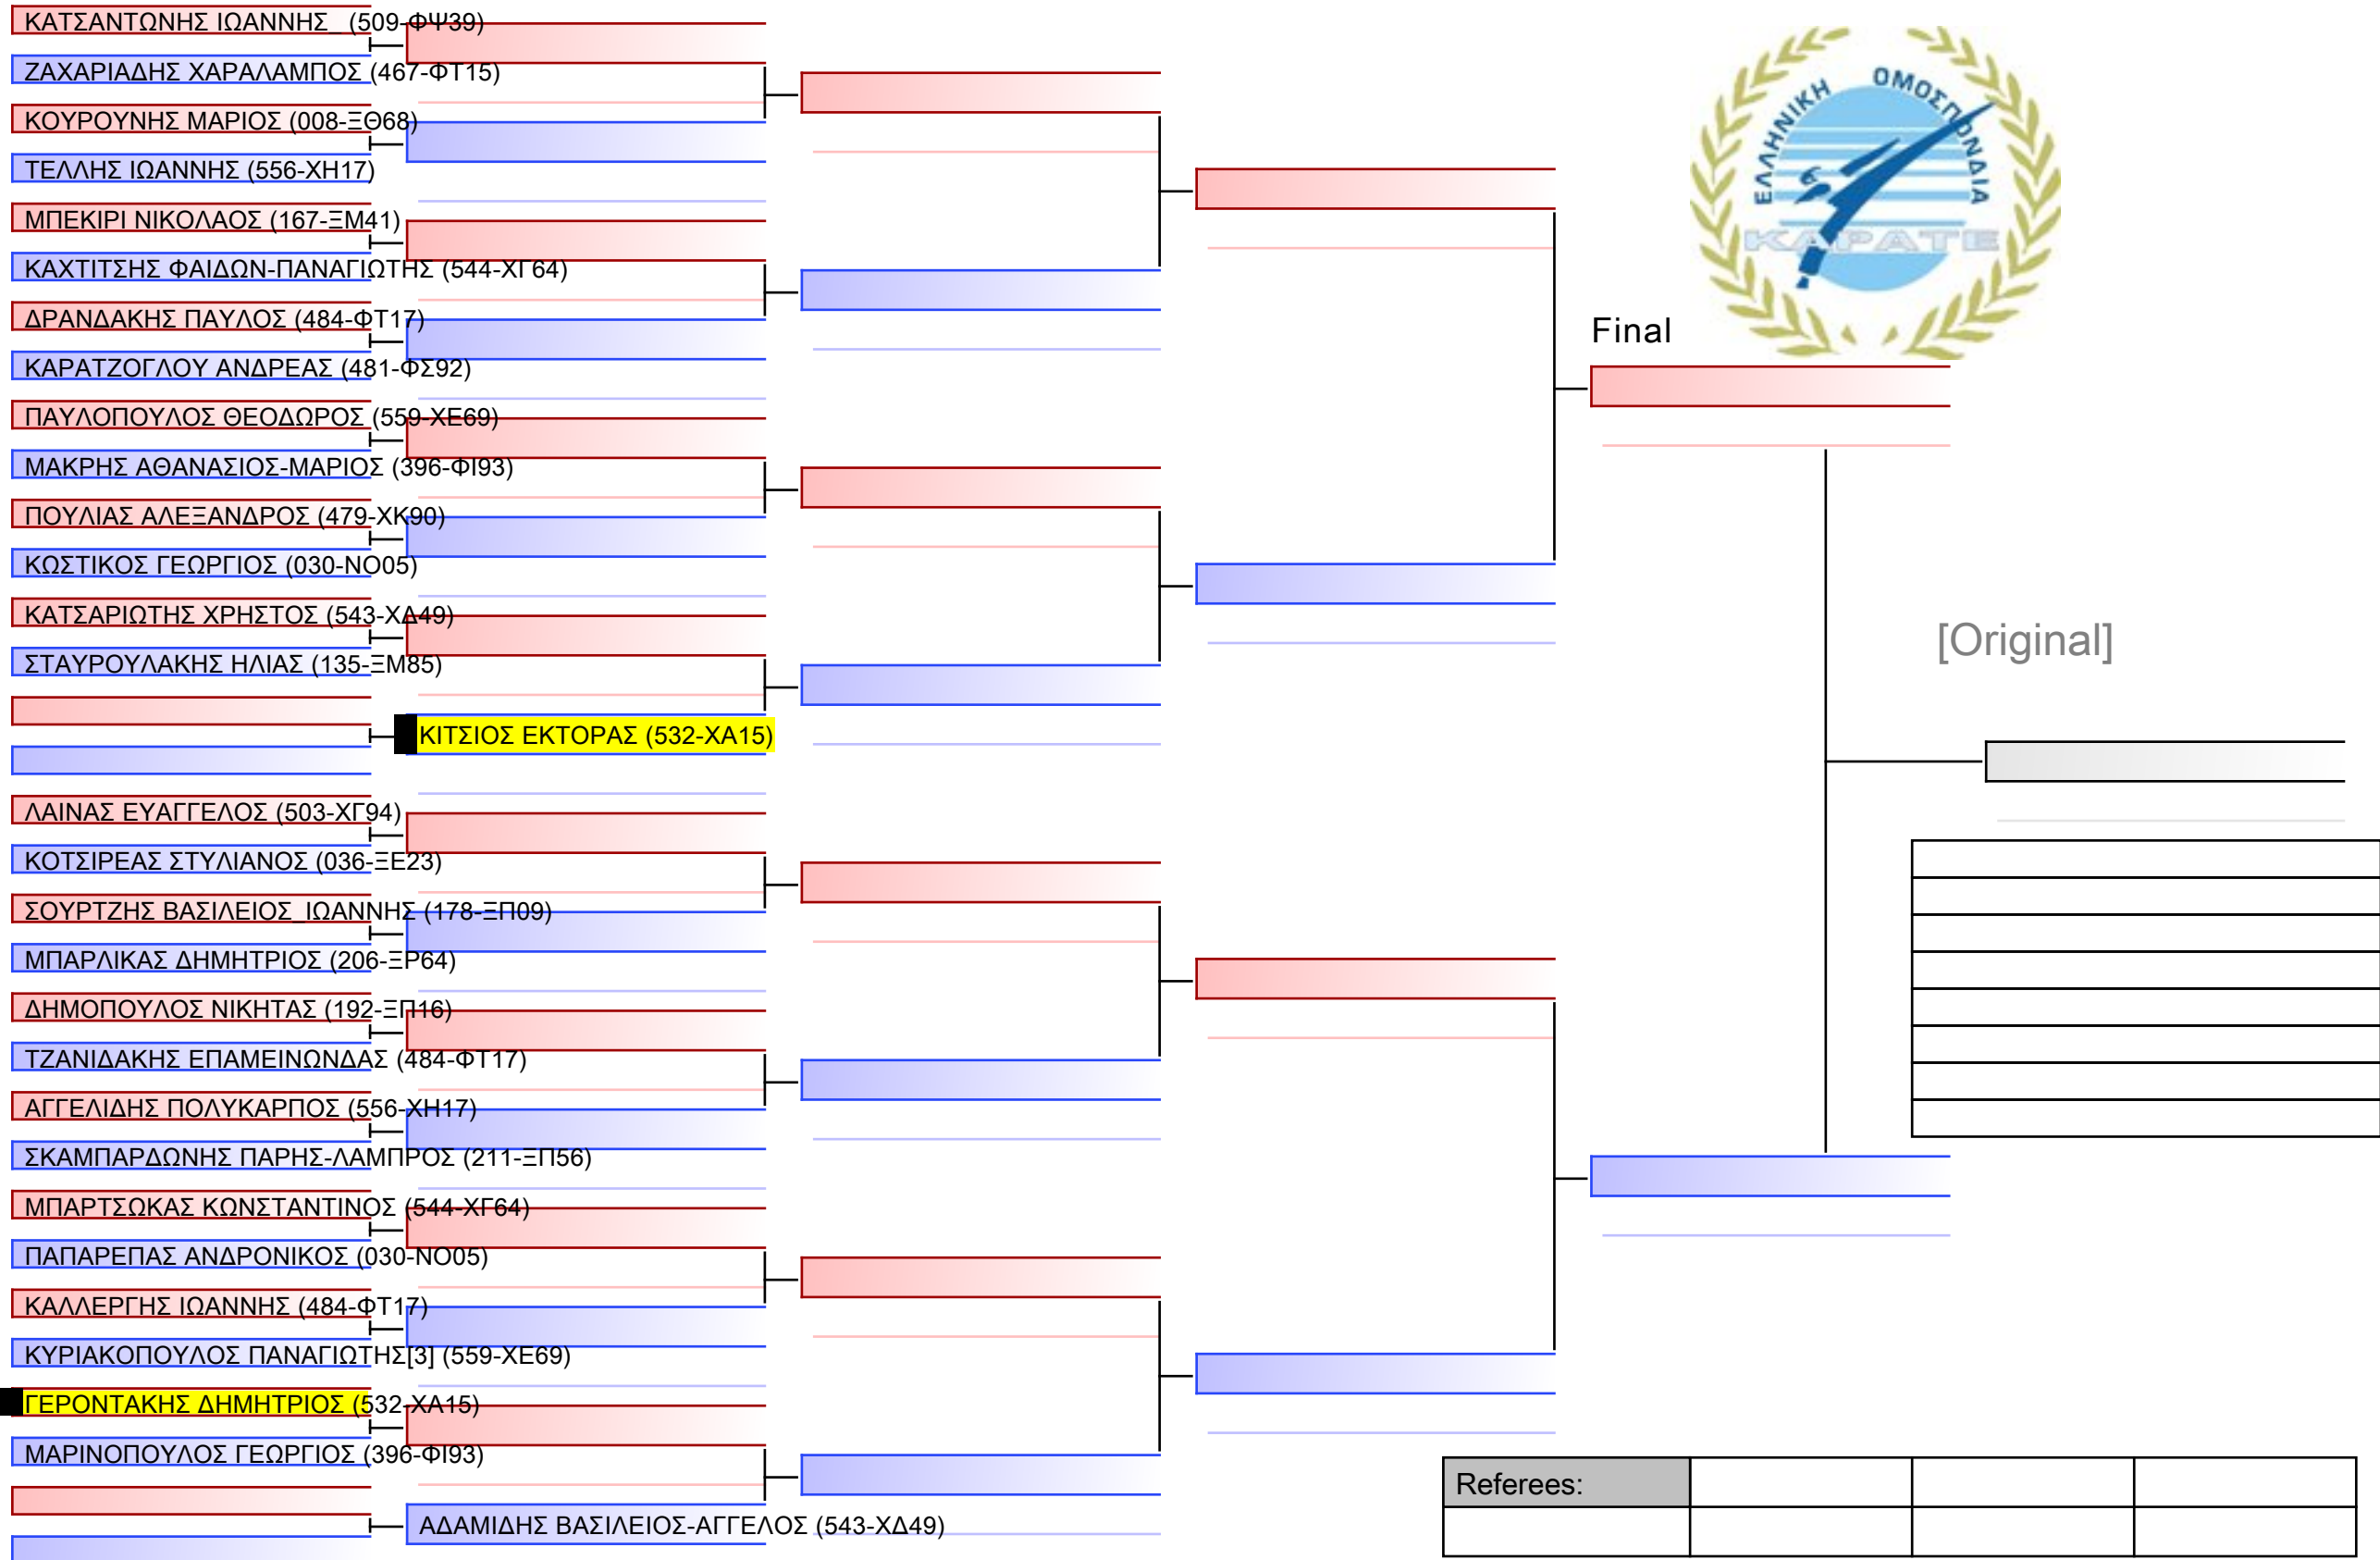 ΚΑΤΣΑΝΤΩΝΗΣ ΙΩΑΝΝΗΣ_ (509-ΦΨ39)
ΖΑΧΑΡΙΑΔΗΣ ΧΑΡΑΛΑΜΠΟΣ (467-ΦΤ15)
ΚΟΥΡΟΥΝΗΣ ΜΑΡΙΟΣ (008-ΞΘ68)
ΤΕΛΛΗΣ ΙΩΑΝΝΗΣ (556-ΧΗ17)
ΜΠΕΚΙΡΙ ΝΙΚΟΛΑΟΣ (167-ΞΜ41)
ΚΑΧΤΙΤΣΗΣ ΦΑΙΔΩΝ-ΠΑΝΑΓΙΩΤΗΣ (544-ΧΓ64)
ΔΡΑΝΔΑΚΗΣ ΠΑΥΛΟΣ (484-ΦΤ17)
ΚΑΡΑΤΖΟΓΛΟΥ ΑΝΔΡΕΑΣ (481-ΦΣ92)
ΠΑΥΛΟΠΟΥΛΟΣ ΘΕΟΔΩΡΟΣ (559-ΧΕ69)
ΜΑΚΡΗΣ ΑΘΑΝΑΣΙΟΣ-ΜΑΡΙΟΣ (396-ΦΙ93)
ΠΟΥΛΙΑΣ ΑΛΕΞΑΝΔΡΟΣ (479-ΧΚ90)
ΚΩΣΤΙΚΟΣ ΓΕΩΡΓΙΟΣ (030-ΝΟ05)
ΚΑΤΣΑΡΙΩΤΗΣ ΧΡΗΣΤΟΣ (543-ΧΔ49)
ΣΤΑΥΡΟΥΛΑΚΗΣ ΗΛΙΑΣ (135-ΞΜ85)
ΚΙΤΣΙΟΣ ΕΚΤΟΡΑΣ (532-ΧΑ15)
ΛΑΙΝΑΣ ΕΥΑΓΓΕΛΟΣ (503-ΧΓ94)
ΚΟΤΣΙΡΕΑΣ ΣΤΥΛΙΑΝΟΣ (036-ΞΕ23)
ΣΟΥΡΤΖΗΣ ΒΑΣΙΛΕΙΟΣ_ΙΩΑΝΝΗΣ (178-ΞΠ09)
ΜΠΑΡΛΙΚΑΣ ΔΗΜΗΤΡΙΟΣ (206-ΞΡ64)
ΔΗΜΟΠΟΥΛΟΣ ΝΙΚΗΤΑΣ (192-ΞΠ16)
ΤΖΑΝΙΔΑΚΗΣ ΕΠΑΜΕΙΝΩΝΔΑΣ (484-ΦΤ17)
ΑΓΓΕΛΙΔΗΣ ΠΟΛΥΚΑΡΠΟΣ (556-ΧΗ17)
ΣΚΑΜΠΑΡΔΩΝΗΣ ΠΑΡΗΣ-ΛΑΜΠΡΟΣ (211-ΞΠ56)
ΜΠΑΡΤΣΩΚΑΣ ΚΩΝΣΤΑΝΤΙΝΟΣ (544-ΧΓ64)
ΠΑΠΑΡΕΠΑΣ ΑΝΔΡΟΝΙΚΟΣ (030-ΝΟ05)
ΚΑΛΛΕΡΓΗΣ ΙΩΑΝΝΗΣ (484-ΦΤ17)
ΚΥΡΙΑΚΟΠΟΥΛΟΣ ΠΑΝΑΓΙΩΤΗΣ[3] (559-ΧΕ69)
ΓΕΡΟΝΤΑΚΗΣ ΔΗΜΗΤΡΙΟΣ (532-ΧΑ15)
ΜΑΡΙΝΟΠΟΥΛΟΣ ΓΕΩΡΓΙΟΣ (396-ΦΙ93)
ΑΔΑΜΙΔΗΣ ΒΑΣΙΛΕΙΟΣ-ΑΓΓΕΛΟΣ (543-ΧΔ49)
ΕΛΛΗΝΙΚΗ ΟΜΟΣΠΟΝΔΙΑ
ΚΑΡΑΤΕ
Final
[Original]
Referees: